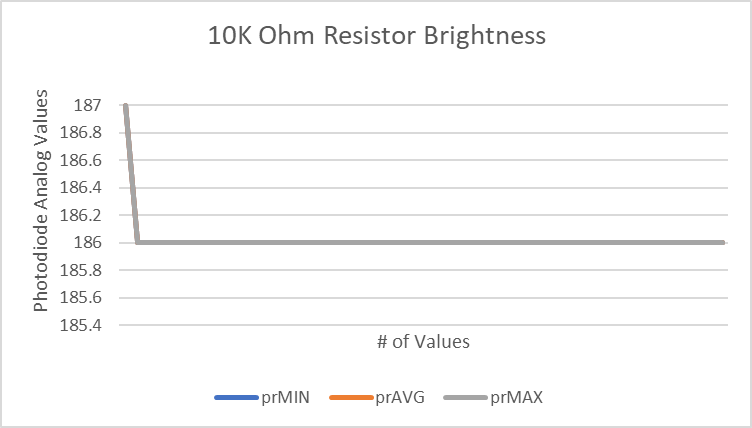 10K Ohm Resistor Brightness
Photodiode Analog Values
187
186.8
186.6
186.4
186.2
186
185.8
185.6
185.4
# of Values
prMIN prAVG prMAX